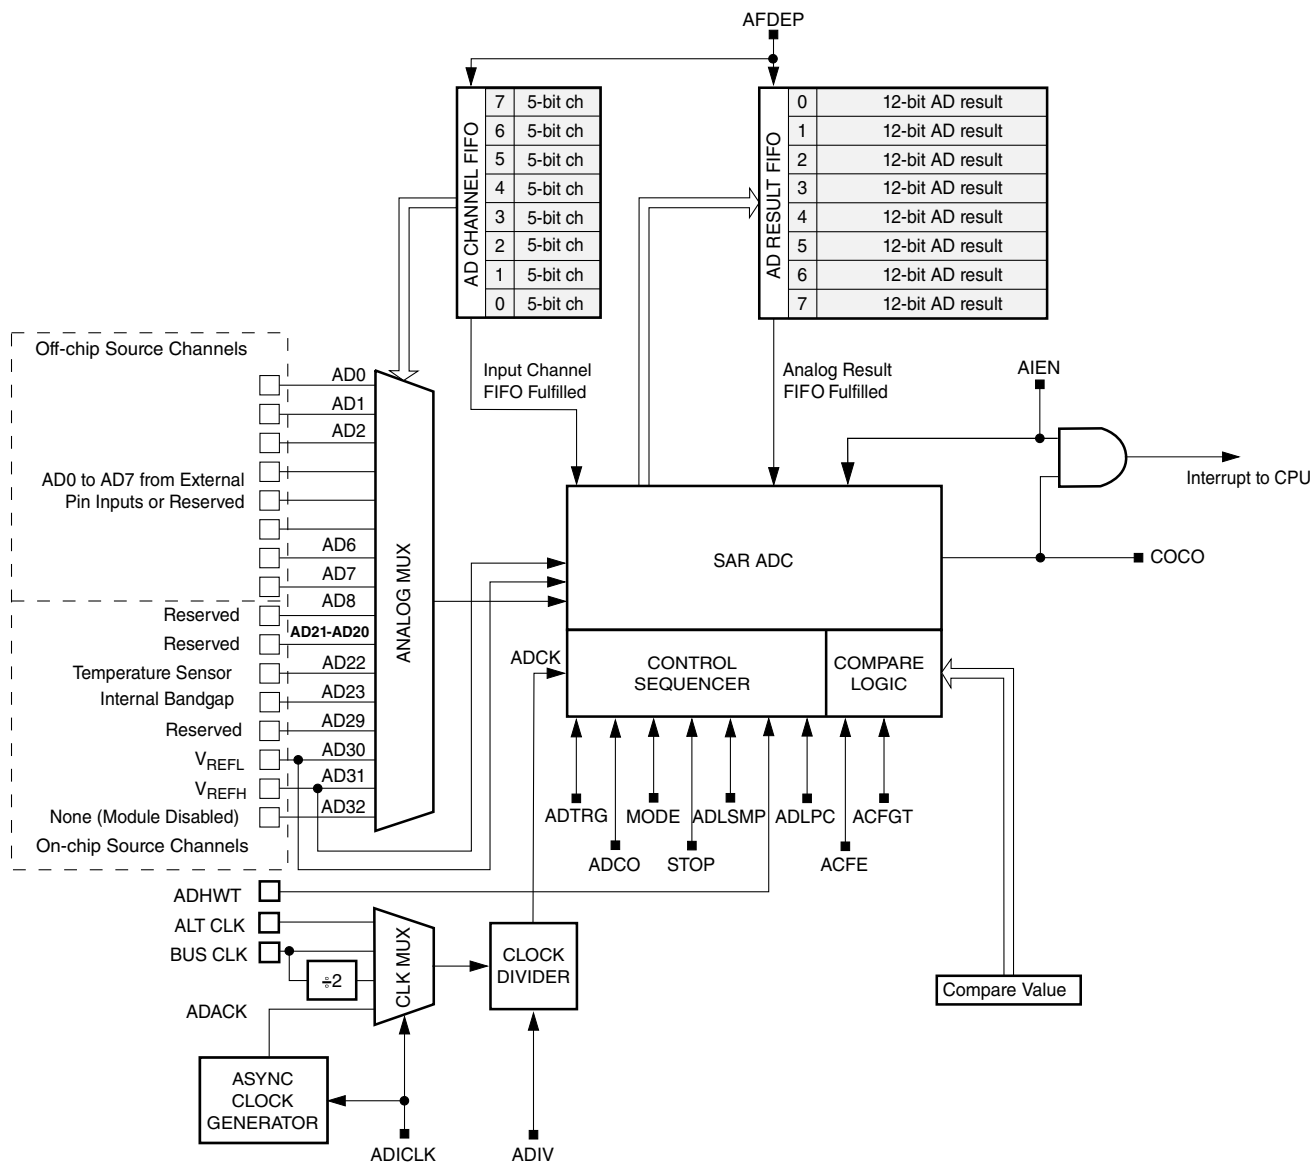 AFDEP
AD CHANNEL FIFO
7 5-bit ch
6 5-bit ch
5 5-bit ch
4 5-bit ch
3 5-bit ch
2 5-bit ch
1 5-bit ch
0 5-bit ch
AD RESULT FIFO
0 12-bit AD result
1 12-bit AD result
2 12-bit AD result
3 12-bit AD result
4 12-bit AD result
5 12-bit AD result
6 12-bit AD result
7 12-bit AD result
Off-chip Source Channels
Input Channel
FIFO Fulfilled
Analog Result
FIFO Fulfilled
AIEN
AD0
AD1
AD2
AD0 to AD7 from External
Pin Inputs or Reserved
AD6
AD7
ANALOG MUX
Interrupt to CPU
SAR ADC
COCO
Reserved AD8
Reserved AD21-AD20
Temperature Sensor AD22
Internal Bandgap AD23
Reserved AD29
VREFL AD30
VREFH AD31
None (Module Disabled) AD32
On-chip Source Channels
ADCK
CONTROL
SEQUENCER
COMPARE
LOGIC
ADTRG
MODE
ADLSMP
ADLPC
ACFGT
ADCO
STOP
ACFE
ADHWT
ALT CLK
BUS CLK
÷2
ADACK
CLK MUX
CLOCK
DIVIDER
Compare Value
ASYNC
CLOCK
GENERATOR
ADICLK
ADIV